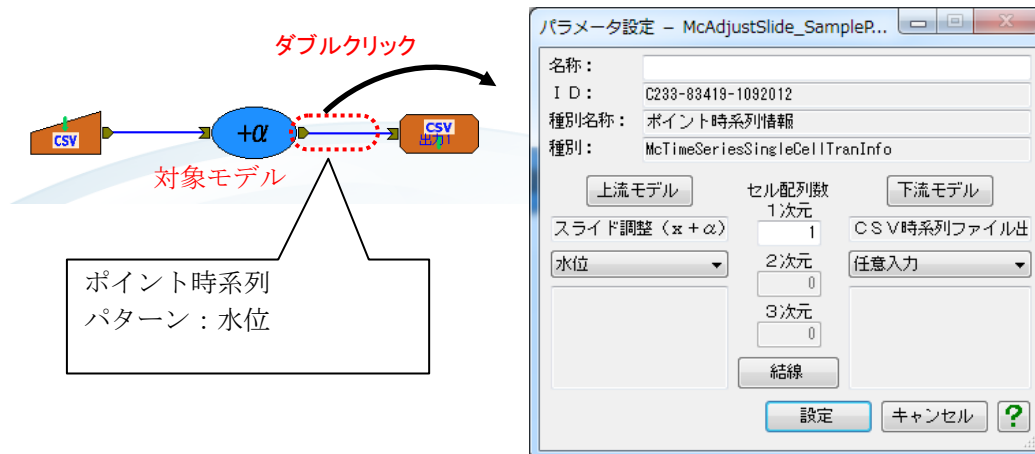 ダブルクリック
CSV
+α
CSV
出力1
対象モデル
ポイント時系列
パターン：水位
パラメータ設定 － McAdjustSlide_SampleP...
名称：
ＩＤ：
C233-83419-1092012
種別名称：
ポイント時系列情報
種別：
McTimeSeriesSingleCellTranInfo
上流モデル
セル配列数
下流モデル
１次元
スライド調整（ｘ＋α）
1
ＣＳＶ時系列ファイル出
水位
２次元
任意入力
0
３次元
0
結線
設定
キャンセル
?